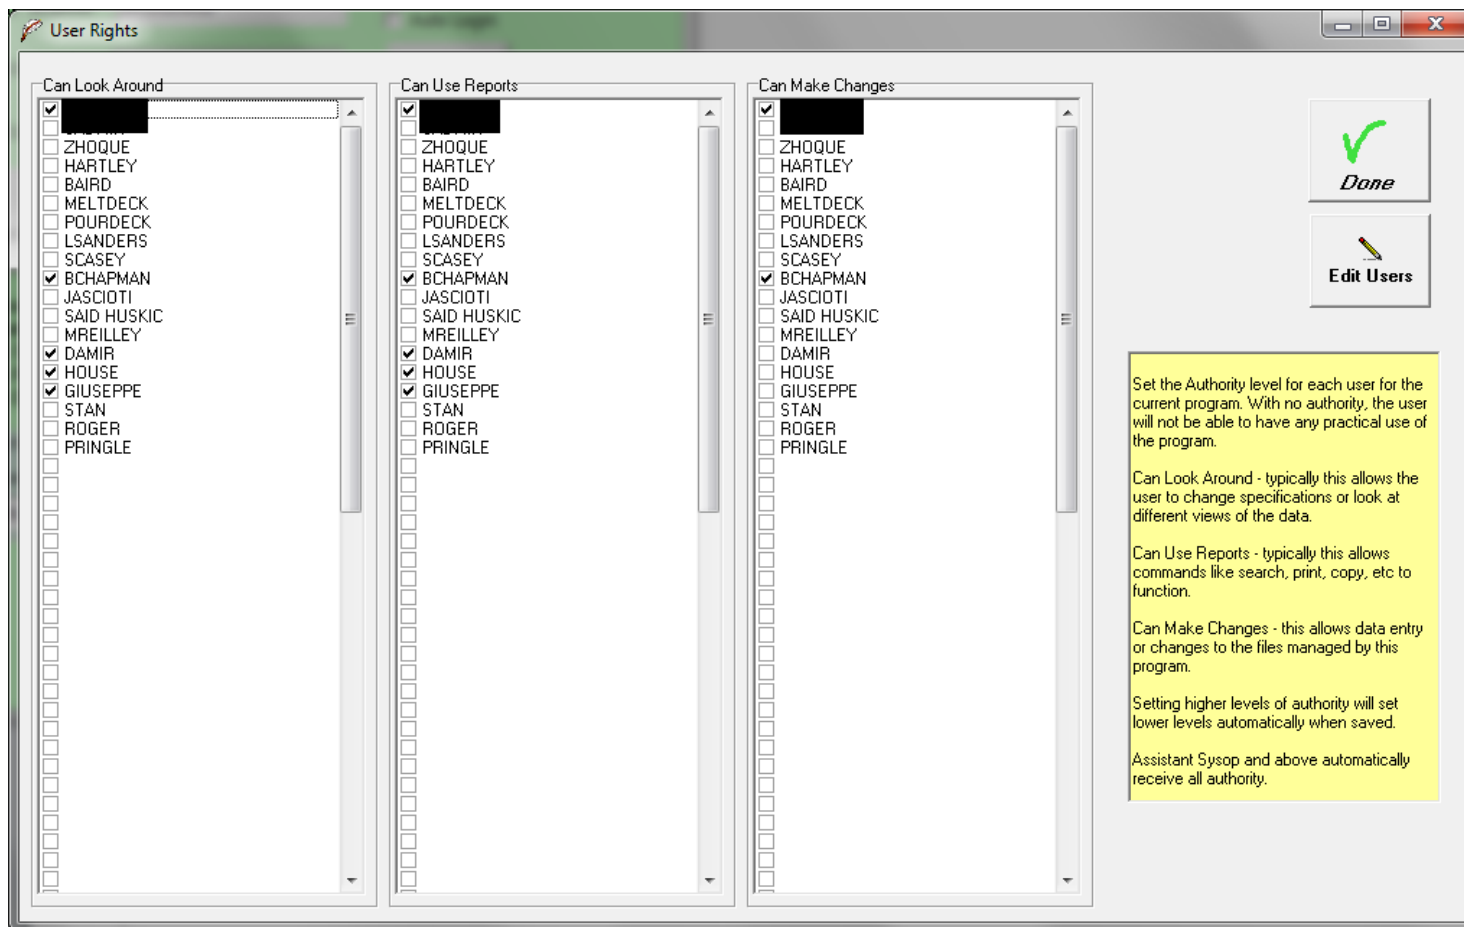 User Rights
Can Look Around
ZHOQUE
HARTLEY
BAIRD
MELTDECK
POURDECK
LSANDERS
SCASEY
BCHAPMAN
JASCIOTI
SAID HUSKIC
MREILLEY
DAMIR
HOUSE
GIUSEPPE
STAN
ROGER
PRINGLE
Can Use Reports
ZHOQUE
HARTLEY
BAIRD
MELTDECK
POURDECK
LSANDERS
SCASEY
BCHAPMAN
JASCIOTI
SAID HUSKIC
MREILLEY
DAMIR
HOUSE
GIUSEPPE
STAN
ROGER
PRINGLE
Can Make Changes
ZHOQUE
HARTLEY
BAIRD
MELTDECK
POURDECK
LSANDERS
SCASEY
BCHAPMAN
JASCIOTI
SAID HUSKIC
MREILLEY
DAMIR
HOUSE
GIUSEPPE
STAN
ROGER
PRINGLE
Done
Edit Users
Set the Authority level for each user for the
current program. With no authority, the user
will not be able to have any practical use of
the program.
Can Look Around - typically this allows the
user to change specifications or look at
different views of the data.
Can Use Reports - typically this allows
commands like search, print, copy, etc to
function.
Can Make Changes - this allows data entry
or changes to the files managed by this
program.
Setting higher levels of authority will set
lower levels automatically when saved.
Assistant Sysop and above automatically
receive all authority.